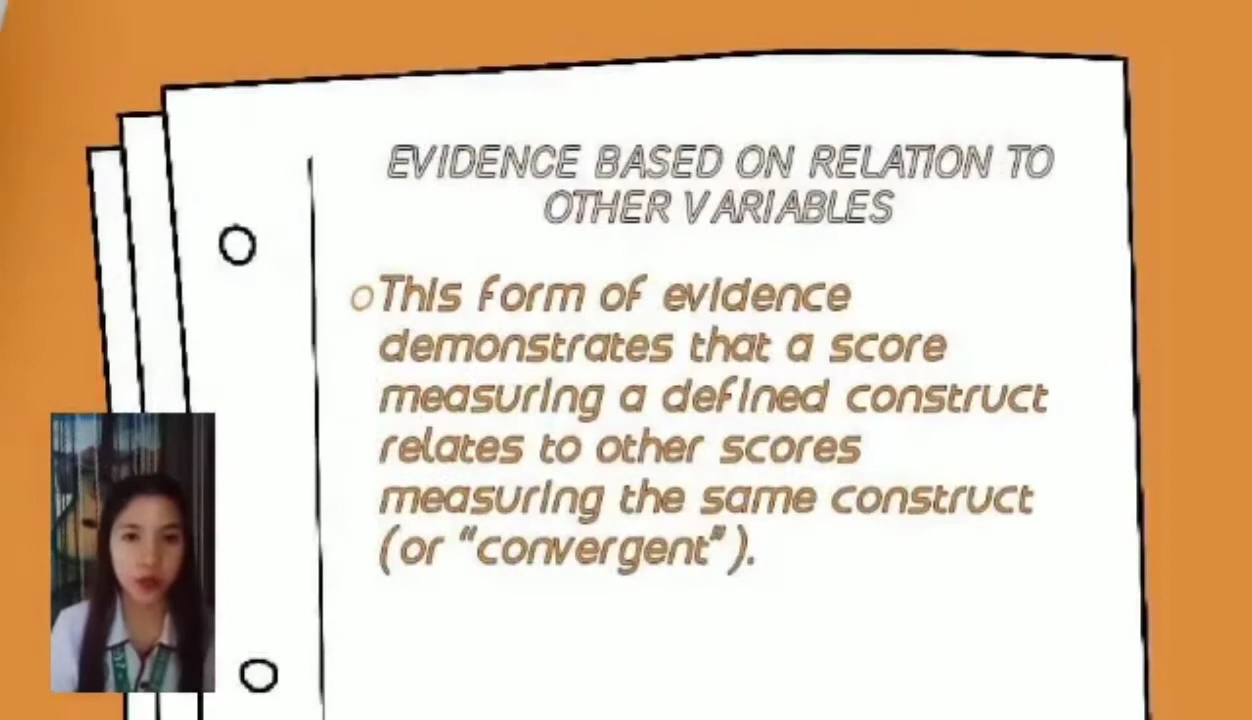 EVIDENCE BASED ON RELATION TO
OTHER VARIABLES
This form of evidence
demonstrates that a score
measuring a defined construct
relates to other scores
measuring the same construct
(or “convergent”).